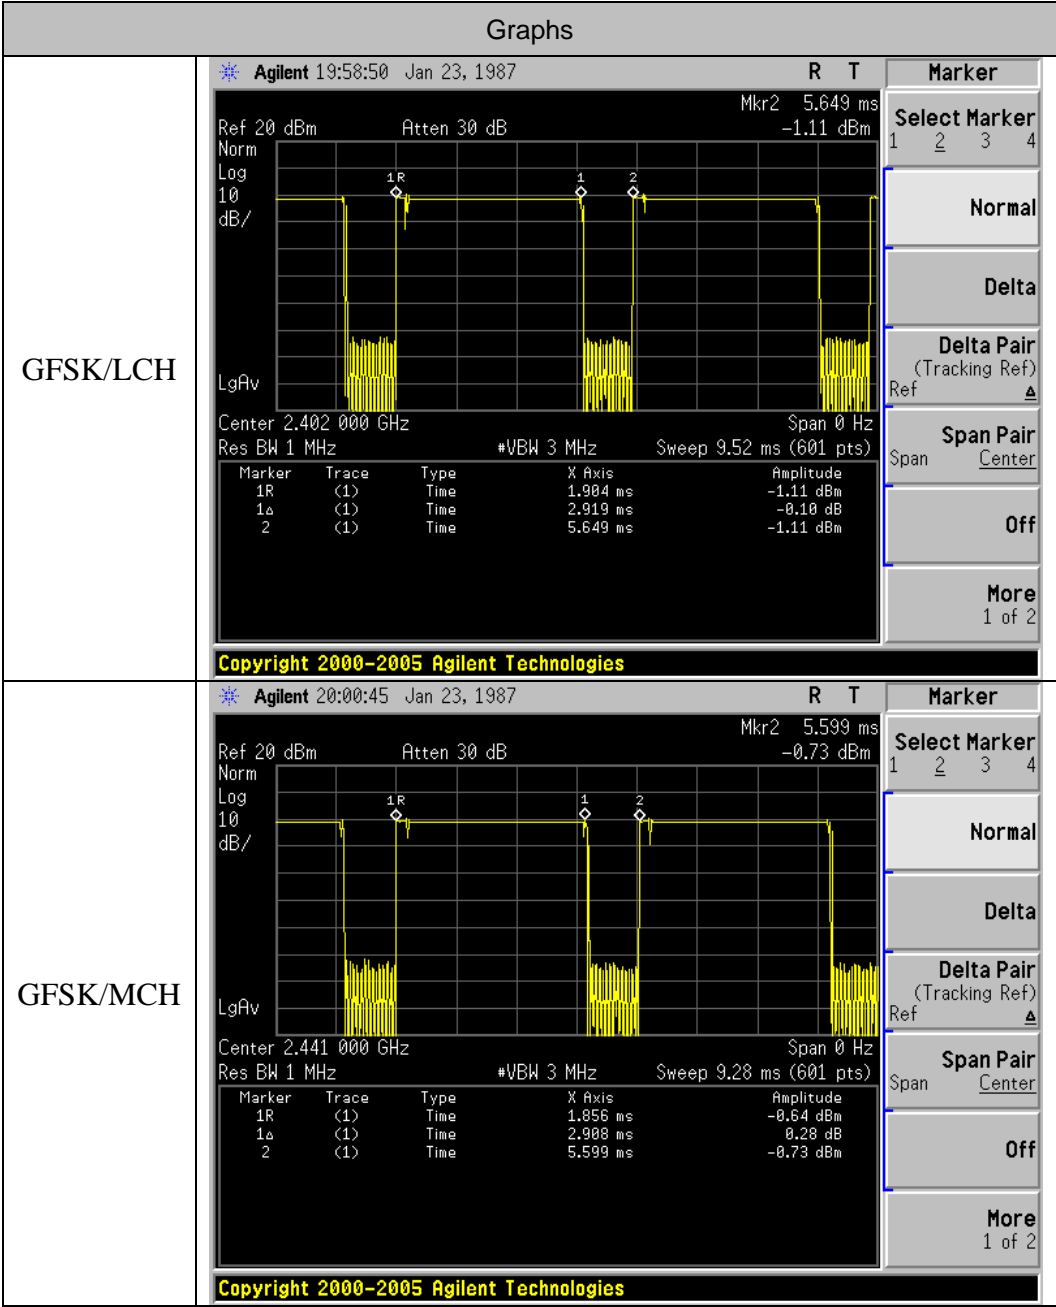 Graphs
GFSK/LCH
Agilent 19:58:50 Jan 23, 1987 R T
Mkr2 5.649 ms
Ref 20 dBm Atten 30 dB -1.11 dBm
Norm
Log
10
dB/
1R 1 2
LgAv
Center 2.402 000 GHz Span 0 Hz
Res BW 1 MHz #VBW 3 MHz Sweep 9.52 ms (601 pts)
Marker Trace Type X Axis Amplitude
1R (1) Time 1.904 ms -1.11 dBm
1Δ (1) Time 2.919 ms -0.10 dB
2 (1) Time 5.649 ms -1.11 dBm
Copyright 2000-2005 Agilent Technologies
Marker
Select Marker
1 2 3 4
Normal
Delta
Delta Pair
(Tracking Ref)
Ref Δ
Span Pair
Span Center
Off
More
1 of 2
GFSK/MCH
Agilent 20:00:45 Jan 23, 1987 R T
Mkr2 5.599 ms
Ref 20 dBm Atten 30 dB -0.73 dBm
Norm
Log
10
dB/
1R 1 2
LgAv
Center 2.441 000 GHz Span 0 Hz
Res BW 1 MHz #VBW 3 MHz Sweep 9.28 ms (601 pts)
Marker Trace Type X Axis Amplitude
1R (1) Time 1.856 ms -0.64 dBm
1Δ (1) Time 2.908 ms 0.28 dB
2 (1) Time 5.599 ms -0.73 dBm
Copyright 2000-2005 Agilent Technologies
Marker
Select Marker
1 2 3 4
Normal
Delta
Delta Pair
(Tracking Ref)
Ref Δ
Span Pair
Span Center
Off
More
1 of 2